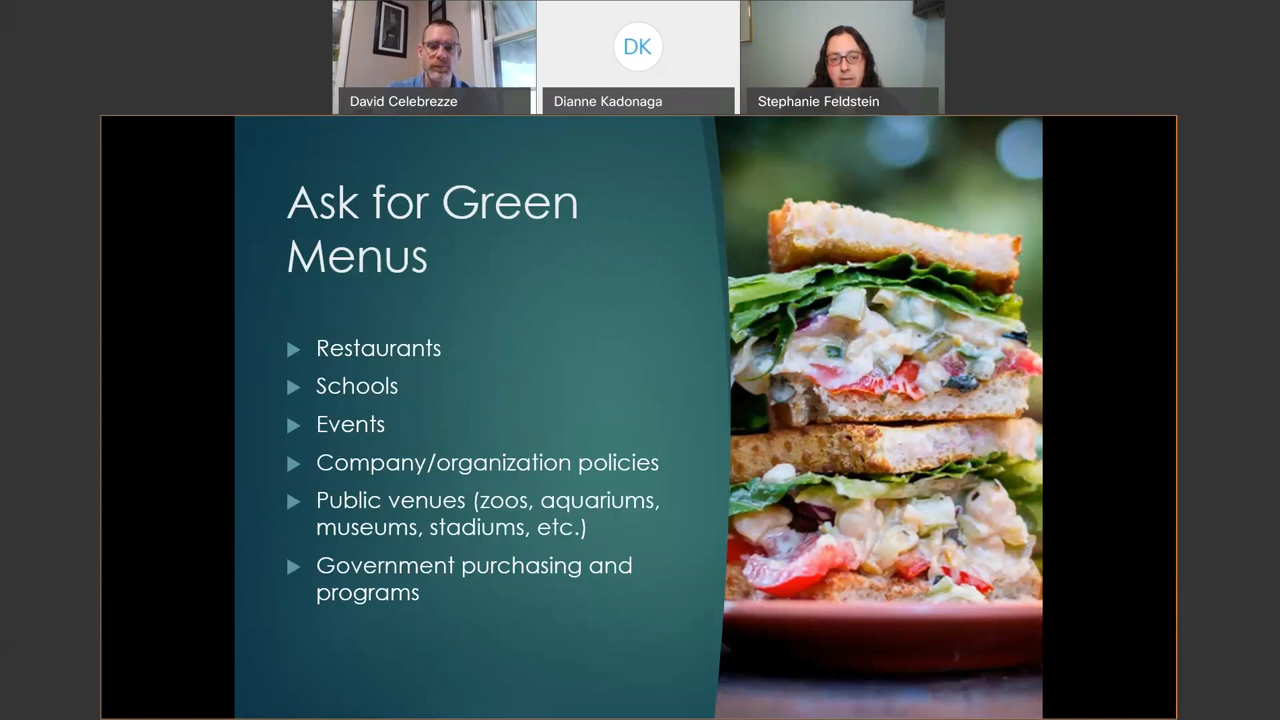 DK
David Celebrezze
Dianne Kadonaga
Stephanie Feldstein
Ask for Green
Menus
Restaurants
Schools
Events
Company/organization policies
Public venues (zoos, aquariums,
museums, stadiums, etc.)
Government purchasing and
programs